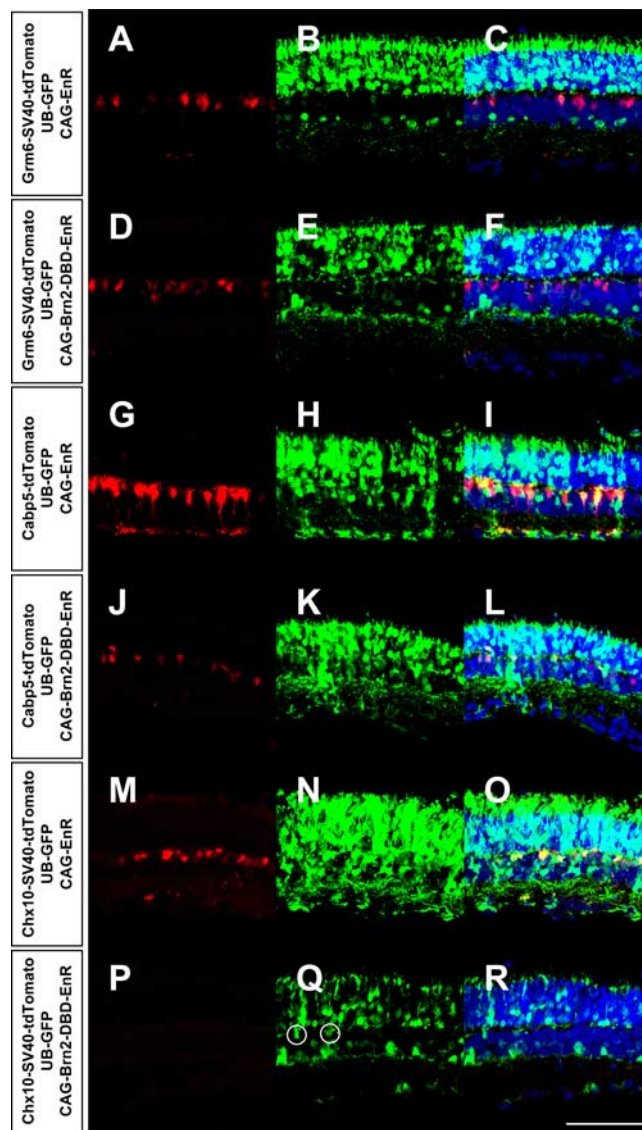 Grm6-SV40-tdTomato
UB-GFP
CAG-EnR
A B C
Grm6-SV40-tdTomato
UB-GFP
CAG-Brn2-DBD-EnR
D E F
Cabp5-tdTomato
UB-GFP
CAG-EnR
G H I
Cabp5-tdTomato
UB-GFP
CAG-Brn2-DBD-EnR
J K L
Chx10-SV40-tdTomato
UB-GFP
CAG-EnR
M N O
Chx10-SV40-tdTomato
UB-GFP
CAG-Brn2-DBD-EnR
P Q R